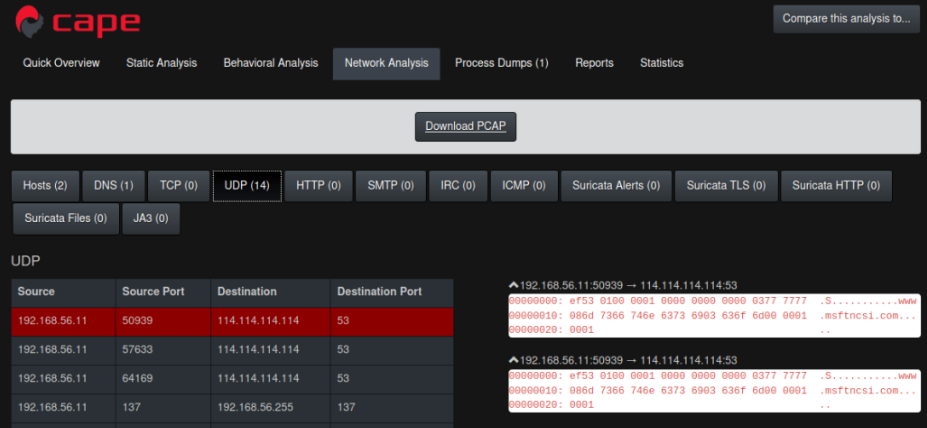 cape
Compare this analysis to...
Quick Overview Static Analysis Behavioral Analysis Network Analysis Process Dumps (1) Reports Statistics
Download PCAP
Hosts (2) DNS (1) TCP (0) UDP (14) HTTP (0) SMTP (0) IRC (0) ICMP (0) Suricata Alerts (0) Suricata TLS (0) Suricata HTTP (0)
Suricata Files (0) JA3 (0)
UDP
Source Source Port Destination Destination Port
192.168.56.11 50939 114.114.114.114 53
192.168.56.11 57633 114.114.114.114 53
192.168.56.11 64169 114.114.114.114 53
192.168.56.11 137 192.168.56.255 137
192.168.56.11:50939 → 114.114.114.114:53
00000000: ef53 0100 0001 0000 0000 0000 0377 7777 .S...........www
00000010: 086d 7366 746e 6373 6903 636f 6d00 0001 .msftncsi.com...
00000020: 0001 ..
192.168.56.11:50939 → 114.114.114.114:53
00000000: ef53 0100 0001 0000 0000 0000 0377 7777 .S...........www
00000010: 086d 7366 746e 6373 6903 636f 6d00 0001 .msftncsi.com...
00000020: 0001 ..